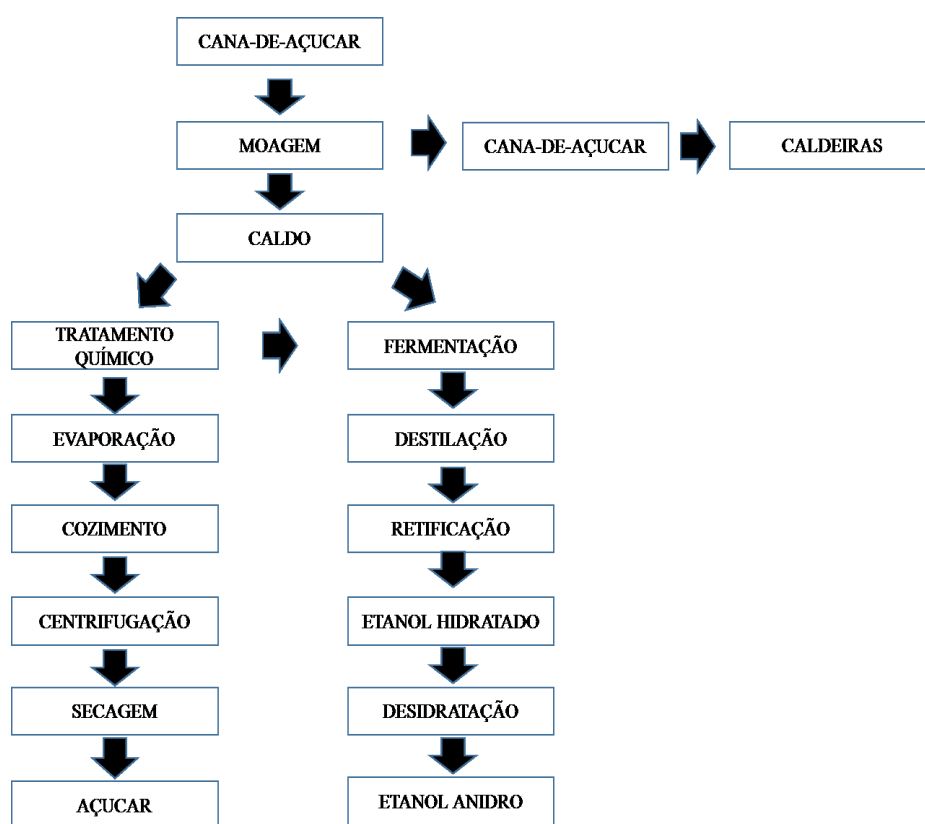 CANA-DE-AÇUCAR
MOAGEM
CANA-DE-AÇUCAR
CALDEIRAS
CALDO
TRATAMENTO
QUÍMICO
FERMENTAÇÃO
EVAPORAÇÃO
DESTILAÇÃO
COZIMENTO
RETIFICAÇÃO
CENTRIFUGAÇÃO
ETANOL HIDRATADO
SECAGEM
DESIDRATAÇÃO
AÇUCAR
ETANOL ANIDRO